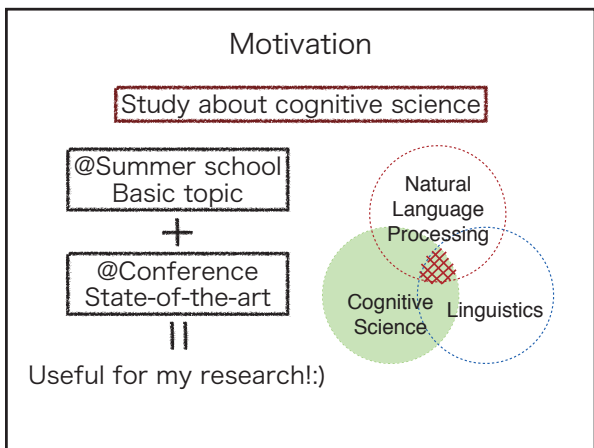 Motivation
Study about cognitive science
@Summer school
Basic topic
+
@Conference
State-of-the-art
=
Useful for my research!:)
Natural
Language
Processing
Cognitive
Science
Linguistics